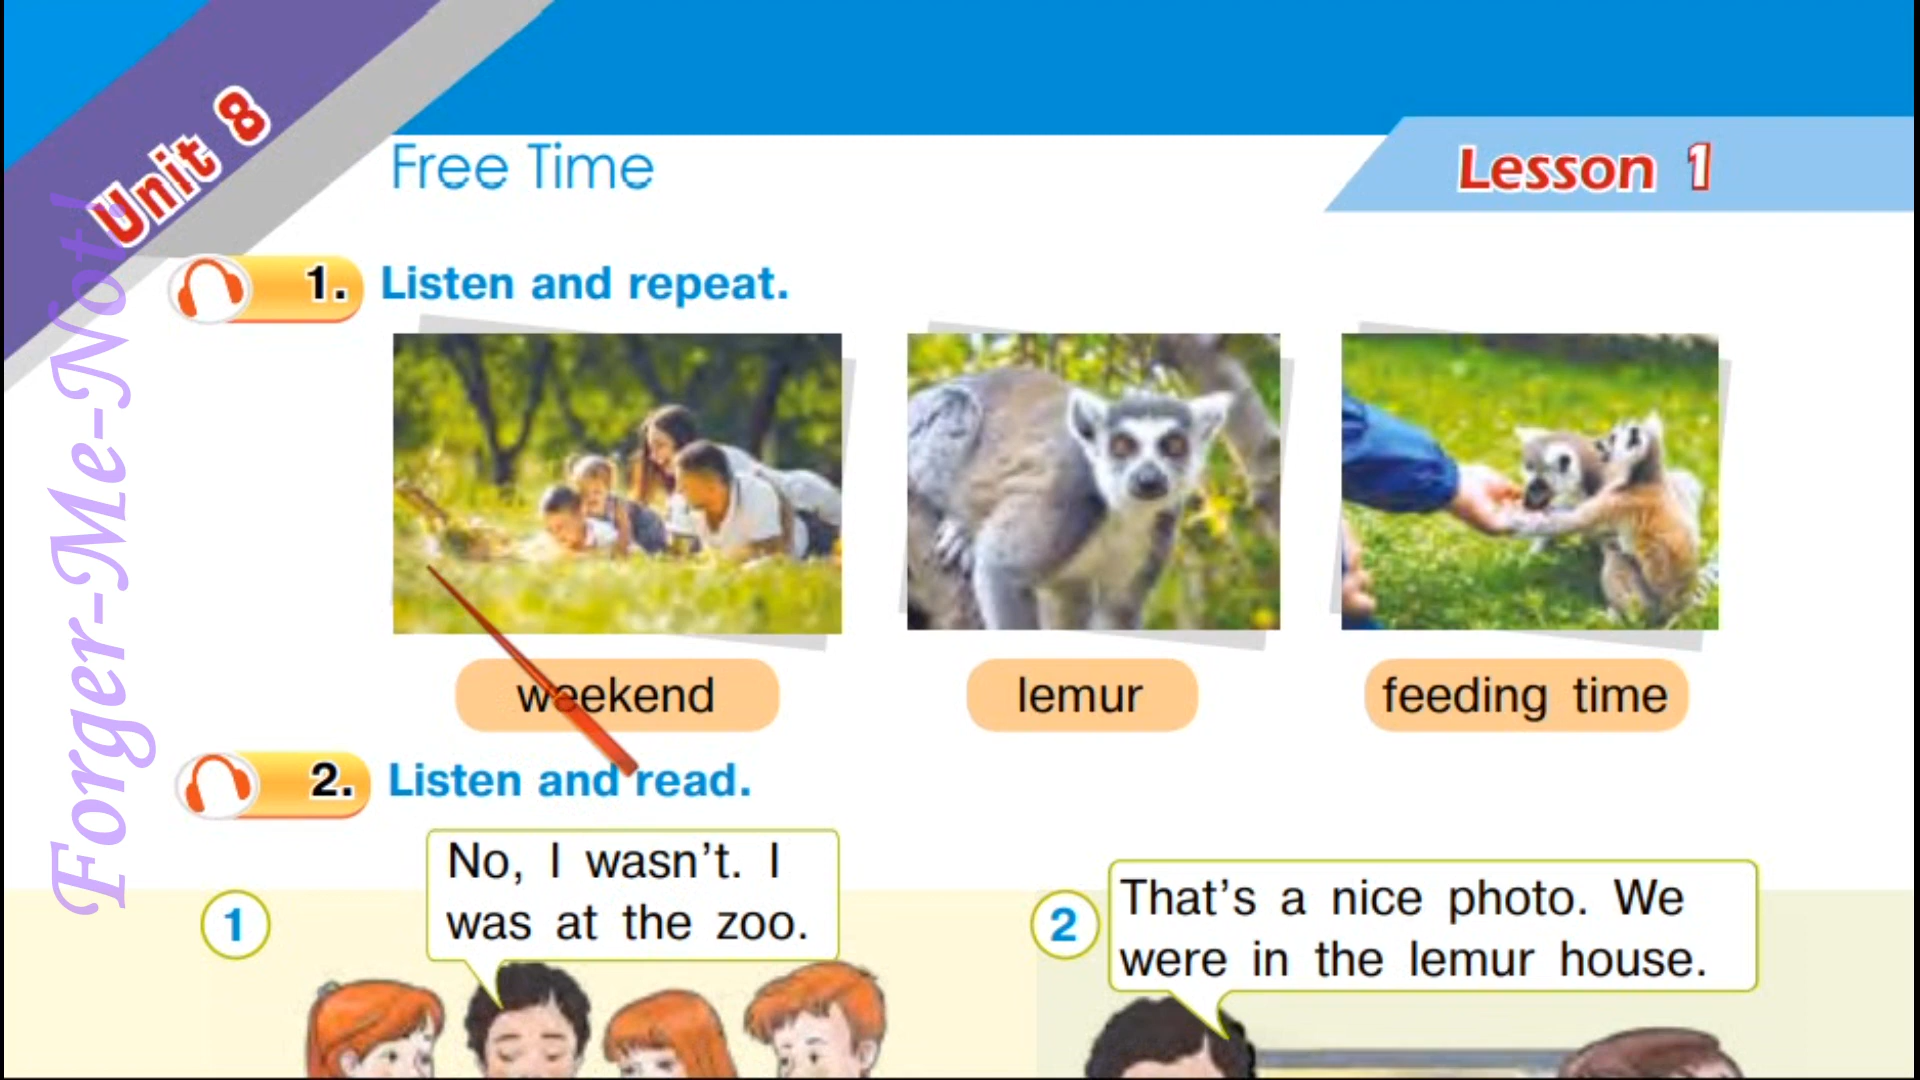 Unit 8
Free Time
Lesson 1
1. Listen and repeat.
weekend
lemur
feeding time
2. Listen and read.
1
No, I wasn't. I
was at the zoo.
2
That's a nice photo. We
were in the lemur house.
Forger-Me-Not!